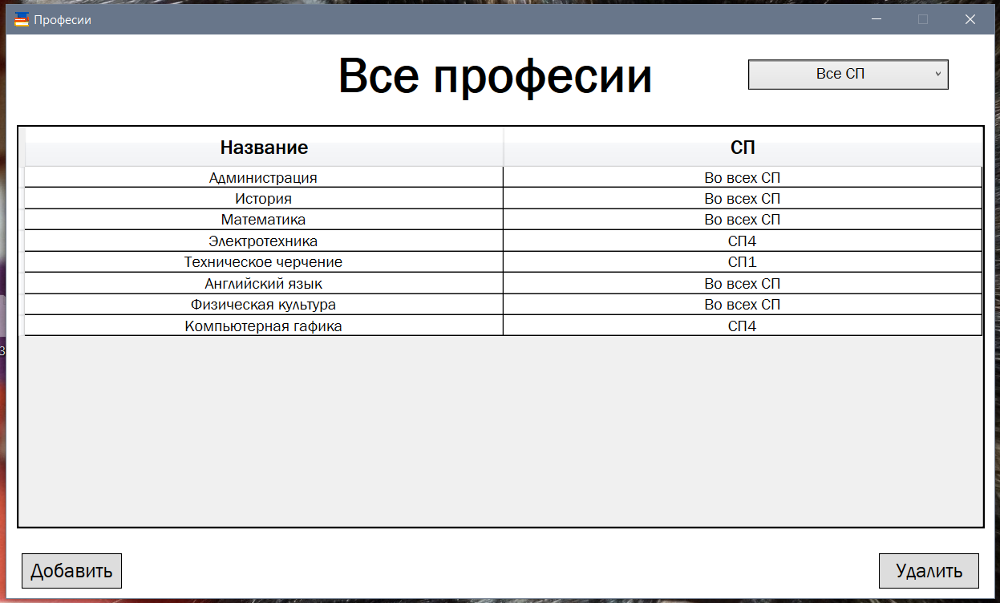 Професии
Все професии
Все СП
Название СП
Администрация Во всех СП
История Во всех СП
Математика Во всех СП
Электротехника СП4
Техническое черчение СП1
Английский язык Во всех СП
Физическая культура Во всех СП
Компьютерная гафика СП4
З
Добавить Удалить